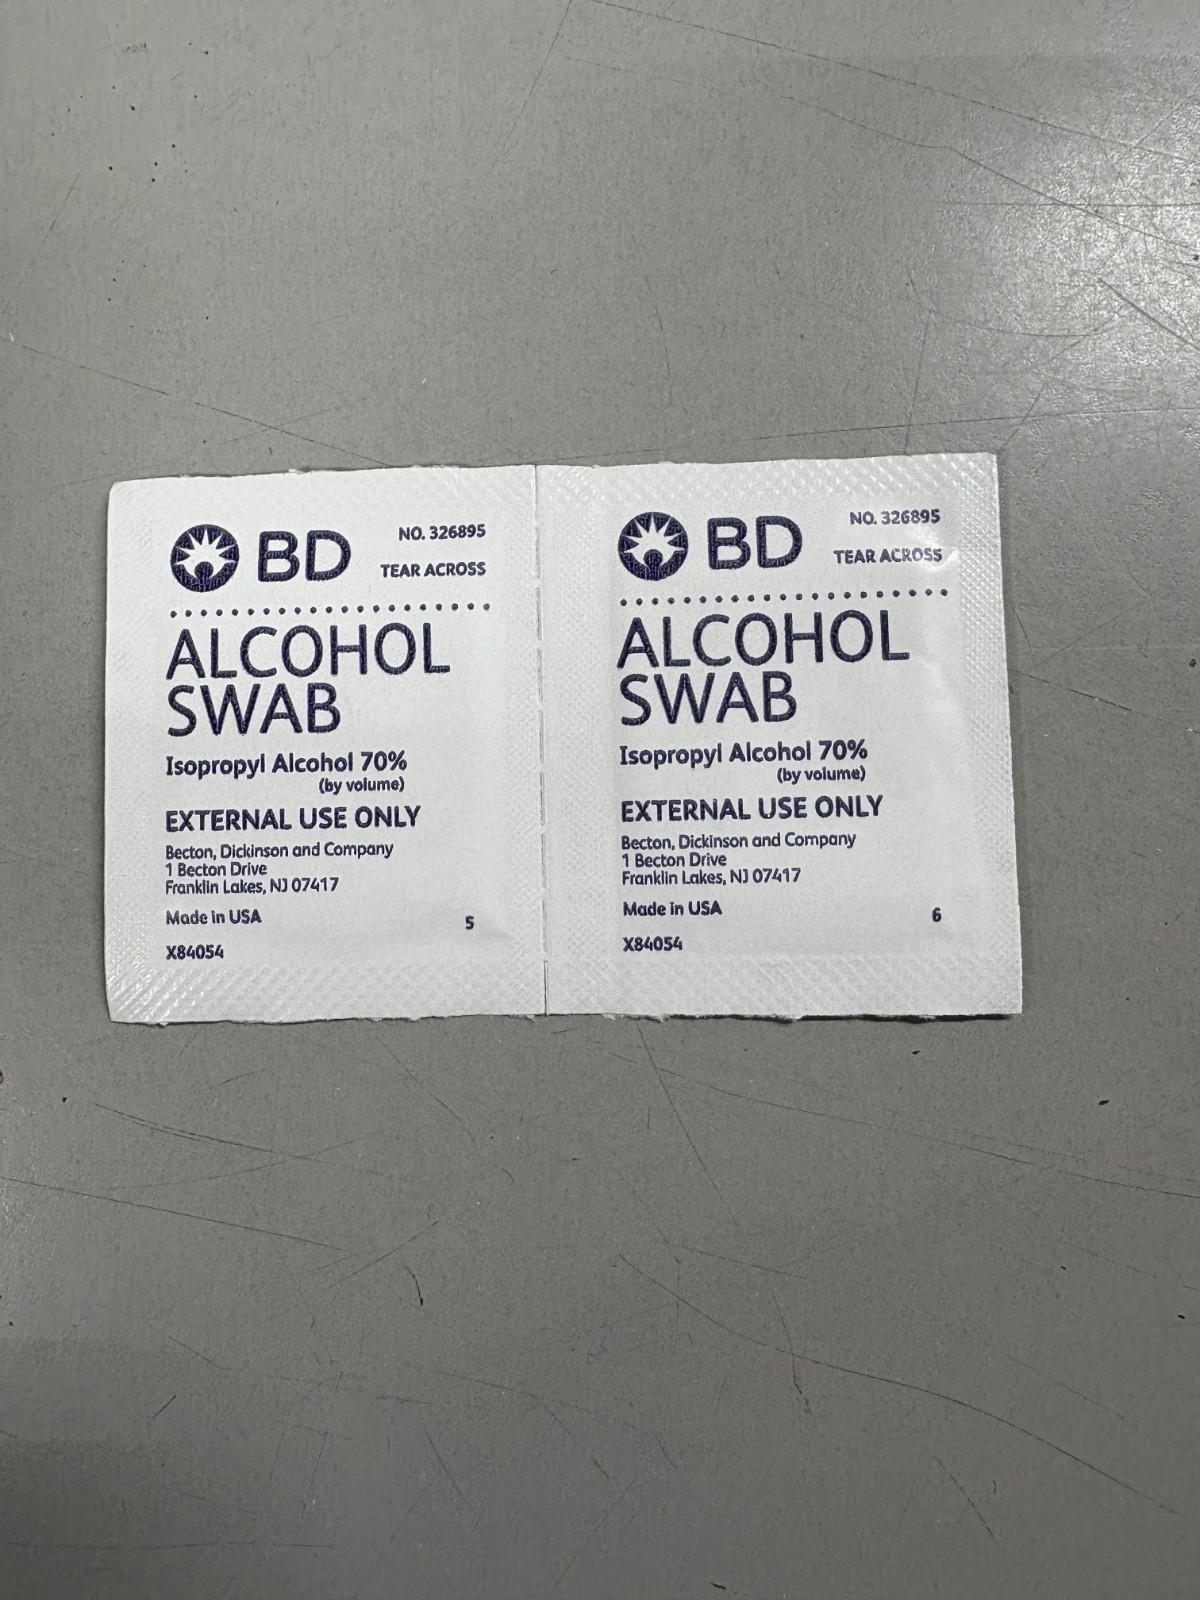 BD
NO. 326895
TEAR ACROSS
ALCOHOL
SWAB
Isopropyl Alcohol 70%
(by volume)
EXTERNAL USE ONLY
Becton, Dickinson and Company
1 Becton Drive
Franklin Lakes, NJ 07417
Made in USA
5
X84054
BD
NO. 326895
TEAR ACROSS
ALCOHOL
SWAB
Isopropyl Alcohol 70%
(by volume)
EXTERNAL USE ONLY
Becton, Dickinson and Company
1 Becton Drive
Franklin Lakes, NJ 07417
Made in USA
6
X84054